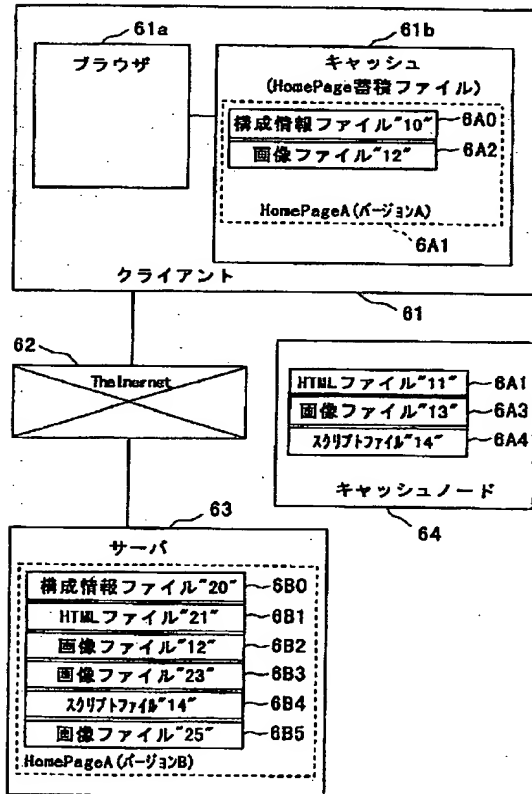 61a
ブラウザ
61b
キャッシュ
(HomePage蓄積ファイル)
構成情報ファイル"10"
6A0
画像ファイル"12"
6A2
HomePageA(バージョンA)
6A1
クライアント
61
62
TheInernet
HTMLファイル"11"
6A1
画像ファイル"13"
6A3
スクリプトファイル"14"
6A4
キャッシュノード
64
63
サーバ
構成情報ファイル"20"
6B0
HTMLファイル"21"
6B1
画像ファイル"12"
6B2
画像ファイル"23"
6B3
スクリプトファイル"14"
6B4
画像ファイル"25"
6B5
HomePageA(バージョンB)